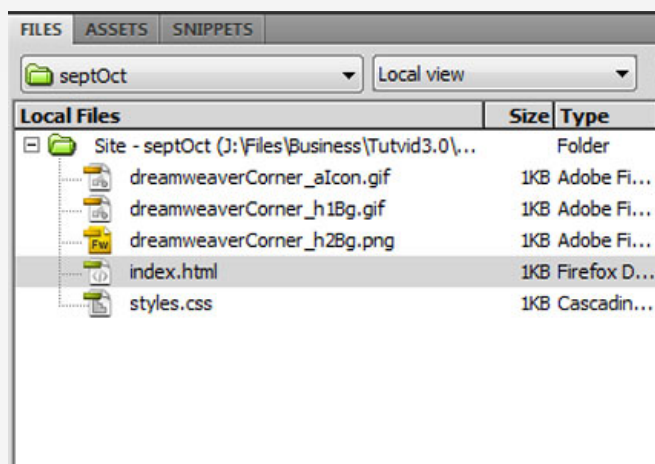 FILES ASSETS SNIPPETS
septOct Local view
Local Files Size Type
Site - septOct (J:\Files\Business\Tutvid3.0\... Folder
dreamweaverCorner_aIcon.gif 1KB Adobe Fi...
dreamweaverCorner_h1Bg.gif 1KB Adobe Fi...
Fw dreamweaverCorner_h2Bg.png 1KB Adobe Fi...
index.html 1KB Firefox D...
styles.css 1KB Cascadin...